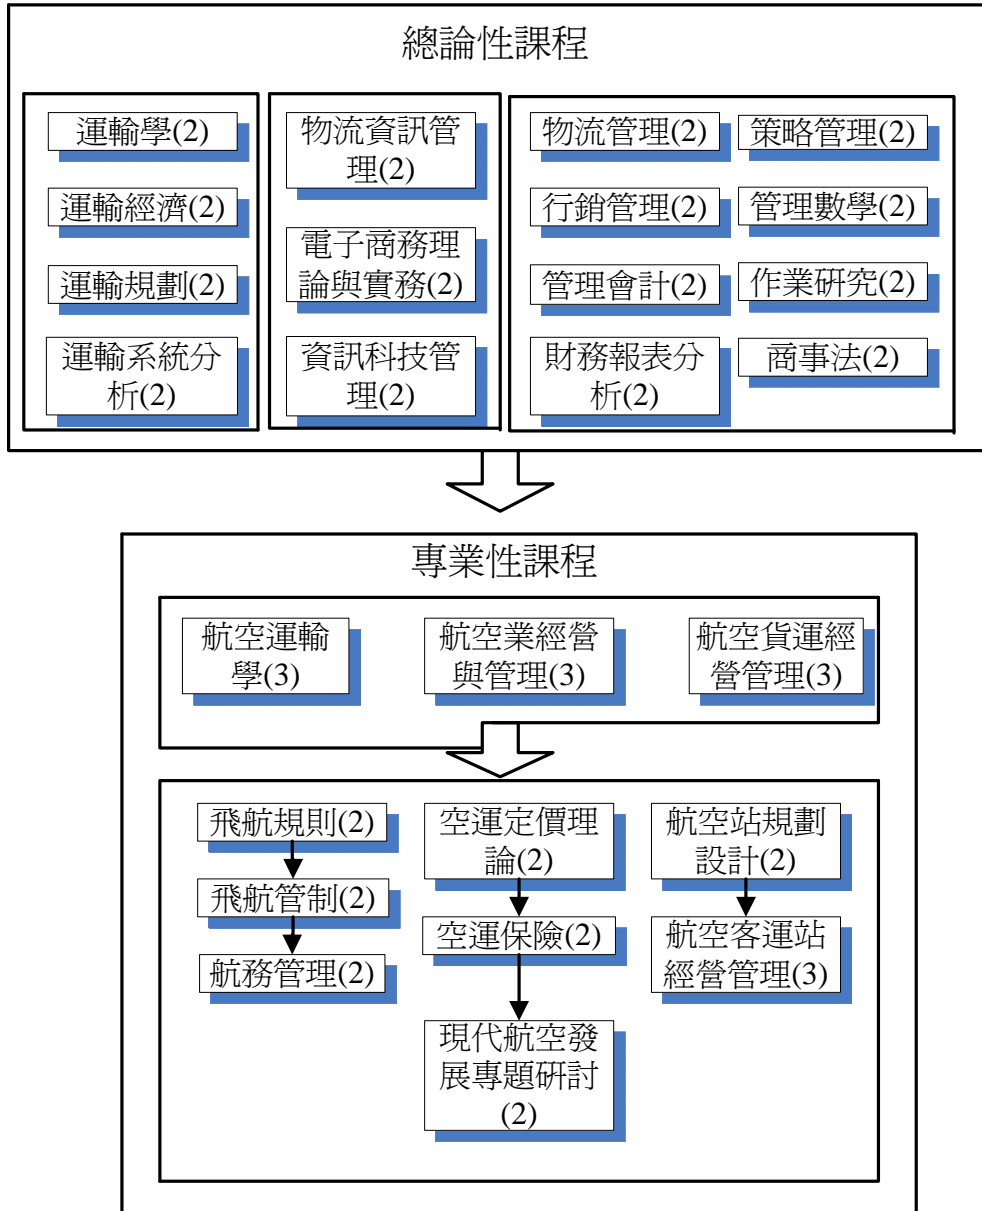 總論性課程
運輸學(2)
運輸經濟(2)
運輸規劃(2)
運輸系統分
析(2)
物流資訊管
理(2)
電子商務理
論與實務(2)
資訊科技管
理(2)
物流管理(2)
行銷管理(2)
管理會計(2)
財務報表分
析(2)
策略管理(2)
管理數學(2)
作業研究(2)
商事法(2)
專業性課程
航空運輸
學(3)
航空業經營
與管理(3)
航空貨運經
營管理(3)
飛航規則(2)
飛航管制(2)
航務管理(2)
空運定價理
論(2)
空運保險(2)
現代航空發
展專題研討
(2)
航空站規劃
設計(2)
航空客運站
經營管理(3)